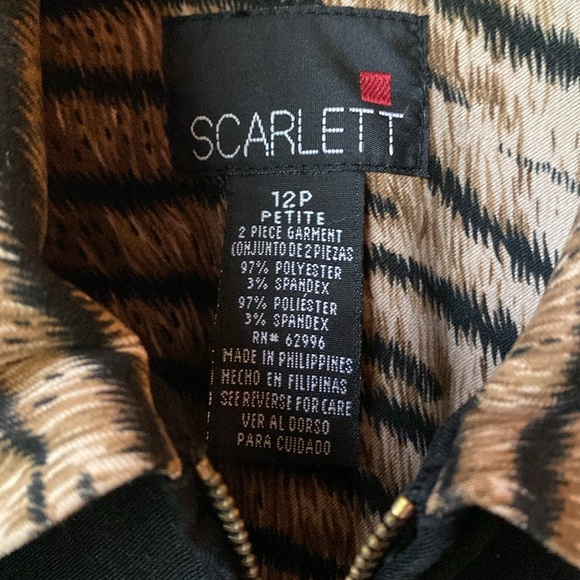 SCARLETT
12P
PETITE
2 PIECE GARMENT
CONJUNTO DE 2 PIEZAS
97% POLYESTER
3% SPANDEX
97% POLIÉSTER
3% SPANDEX
RN# 62996
MADE IN PHILIPPINES
HECHO EN FILIPINAS
SEE REVERSE FOR CARE
VER AL DORSO
PARA CUIDADO